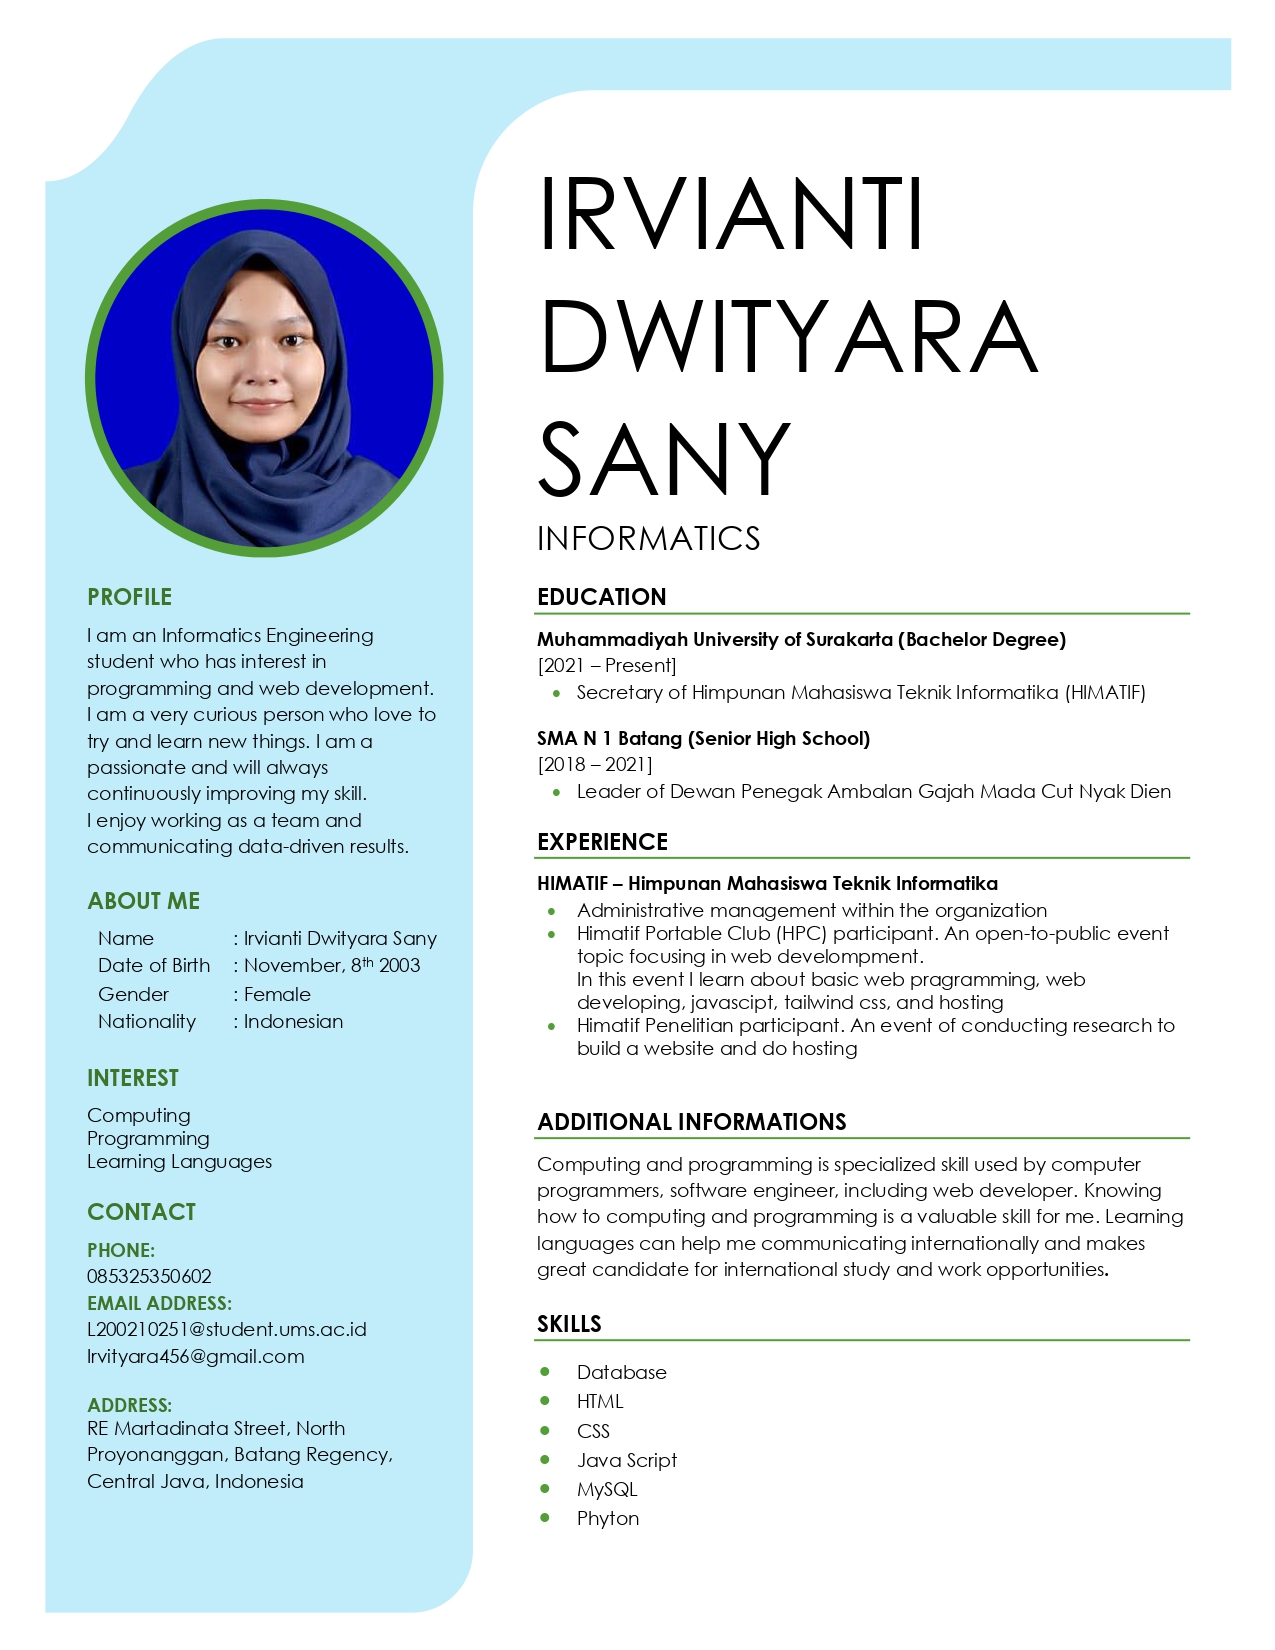 IRVIANTI
DWITYARA
SANY
INFORMATICS
PROFILE
I am an Informatics Engineering
student who has interest in
programming and web development.
I am a very curious person who love to
try and learn new things. I am a
passionate and will always
continuously improving my skill.
I enjoy working as a team and
communicating data-driven results.
ABOUT ME
Name : Irvianti Dwityara Sany
Date of Birth : November, 8th 2003
Gender : Female
Nationality : Indonesian
INTEREST
Computing
Programming
Learning Languages
CONTACT
PHONE:
085325350602
EMAIL ADDRESS:
L200210251@student.ums.ac.id
Irvityara456@gmail.com
ADDRESS:
RE Martadinata Street, North
Proyonanggan, Batang Regency,
Central Java, Indonesia
EDUCATION
Muhammadiyah University of Surakarta (Bachelor Degree)
[2021 – Present]
• Secretary of Himpunan Mahasiswa Teknik Informatika (HIMATIF)
SMA N 1 Batang (Senior High School)
[2018 – 2021]
• Leader of Dewan Penegak Ambalan Gajah Mada Cut Nyak Dien
EXPERIENCE
HIMATIF – Himpunan Mahasiswa Teknik Informatika
• Administrative management within the organization
• Himatif Portable Club (HPC) participant. An open-to-public event
topic focusing in web develompment.
In this event I learn about basic web pragramming, web
developing, javascipt, tailwind css, and hosting
• Himatif Penelitian participant. An event of conducting research to
build a website and do hosting
ADDITIONAL INFORMATIONS
Computing and programming is specialized skill used by computer
programmers, software engineer, including web developer. Knowing
how to computing and programming is a valuable skill for me. Learning
languages can help me communicating internationally and makes
great candidate for international study and work opportunities.
SKILLS
• Database
• HTML
• CSS
• Java Script
• MySQL
• Phyton